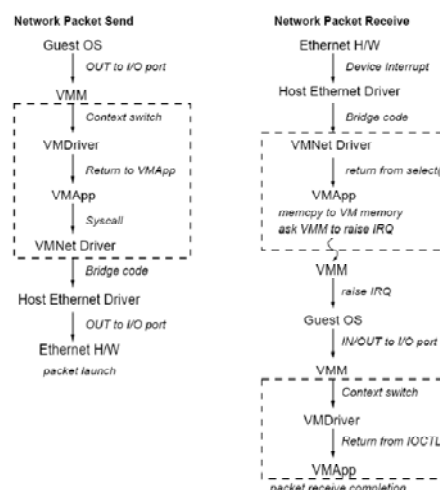 Network Packet Send
Guest OS
OUT to I/O port
VMM
Context switch
VMDriver
Return to VMApp
VMApp
Syscall
VMNet Driver
Bridge code
Host Ethernet Driver
OUT to I/O port
Ethernet H/W
packet launch
Network Packet Receive
Ethernet H/W
Device Interrupt
Host Ethernet Driver
Bridge code
VMNet Driver
return from select(
VMApp
memcpy to VM memory
ask VMM to raise IRQ
VMM
raise IRQ
Guest OS
IN/OUT to I/O port
VMM
Context switch
VMDriver
Return from IOCTL
VMApp
packet receive completion